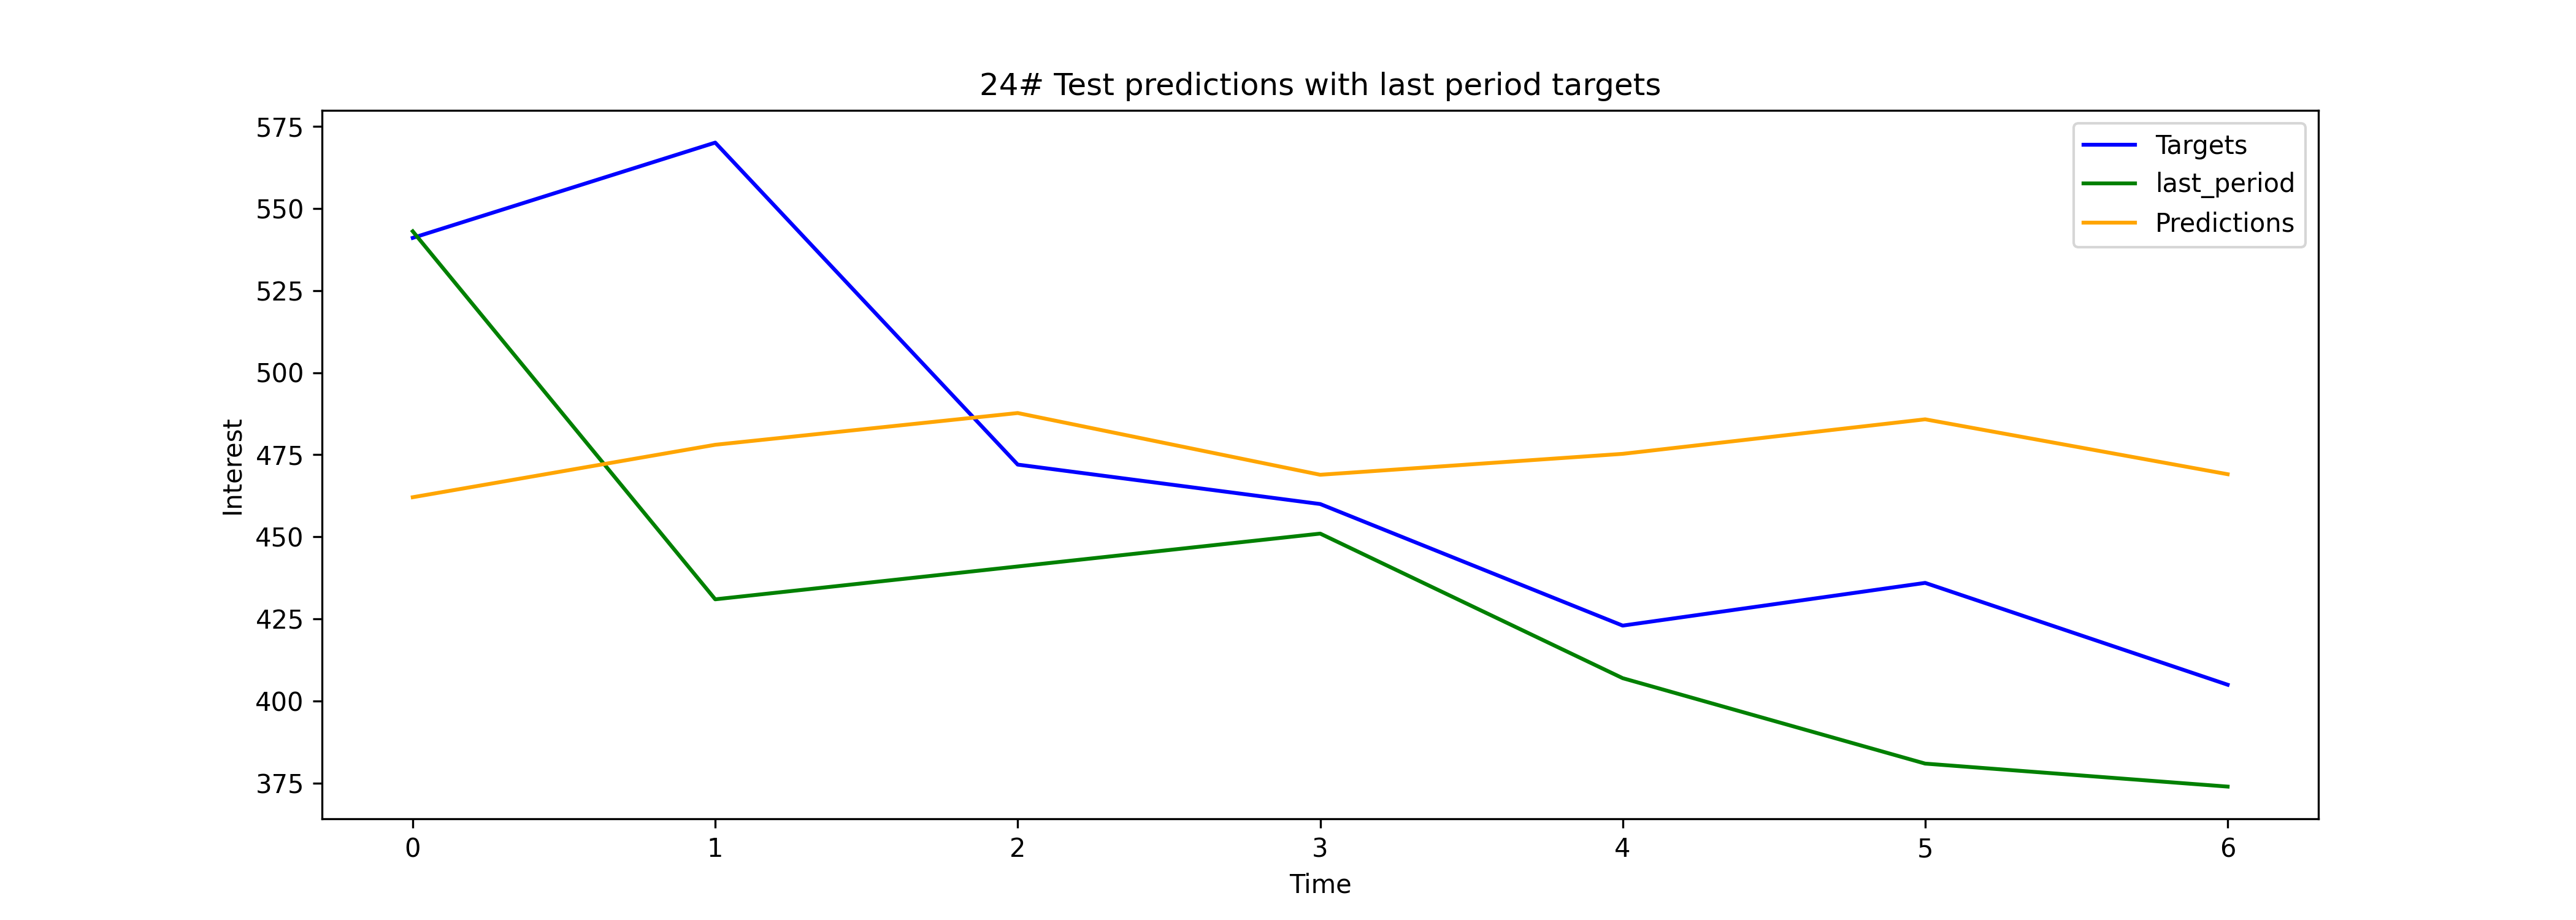 24# Test predictions with last period targets
Targets
last_period
Predictions
Interest
575
550
525
500
475
450
425
400
375
0 1 2 3 4 5 6
Time